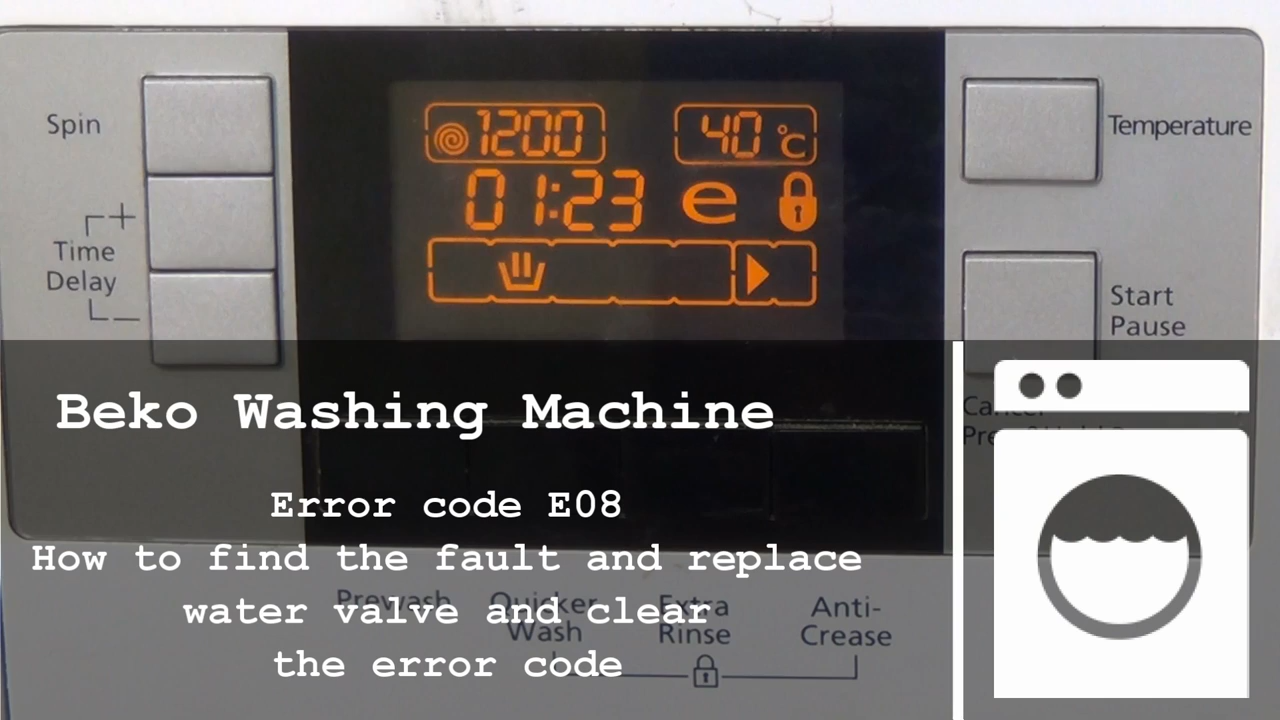 Spin
1200
40 °C
Temperature
01:23 e
+
Time
Delay
−
Start
Pause
Beko Washing Machine
Error code E08
How to find the fault and replace
water valve and clear
the error code
Prewash
Quicker
Wash
Extra
Rinse
Anti-
Crease